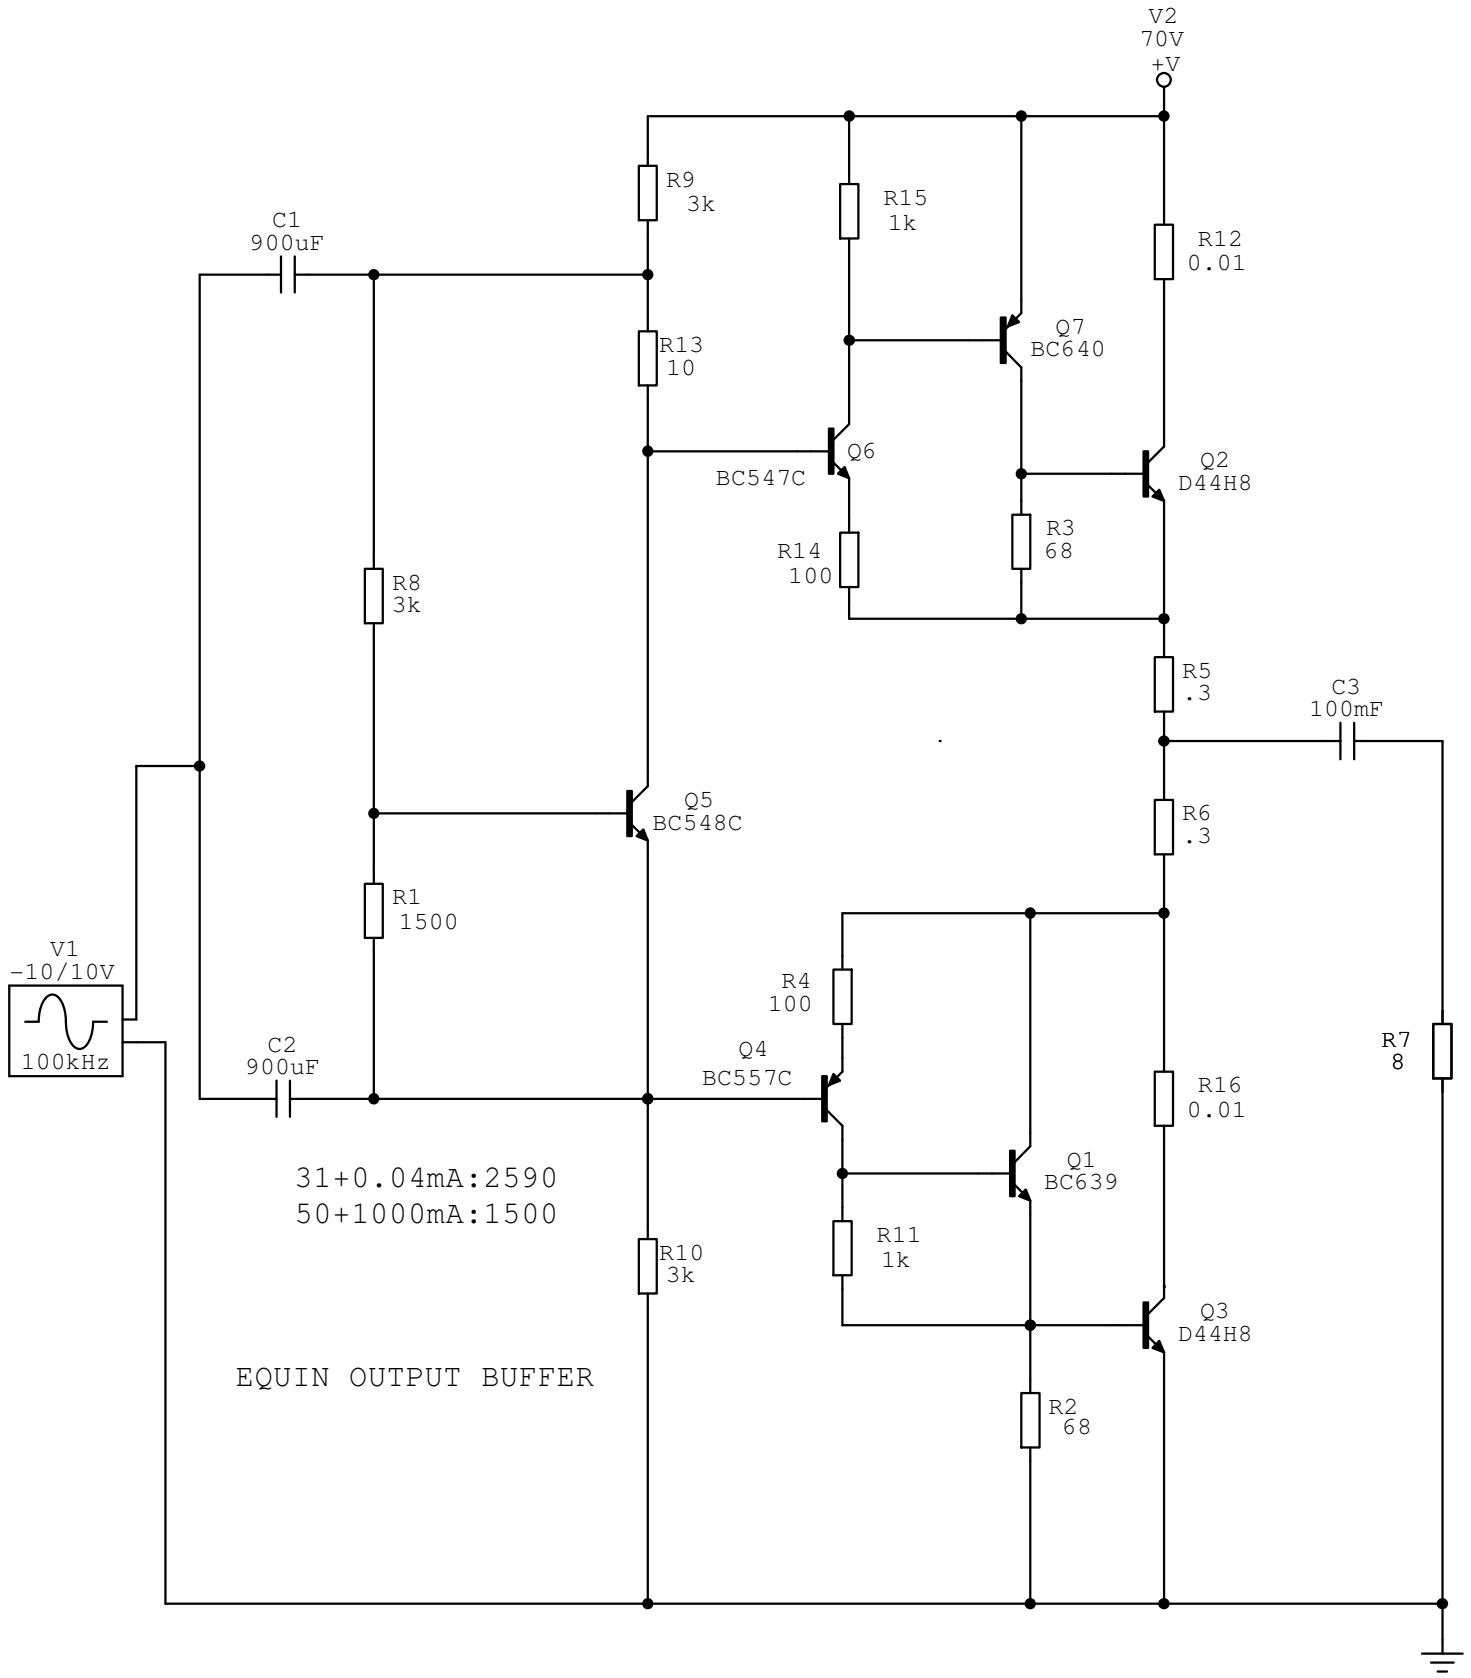 V2
70V
+V
R9
3k
R15
1k
C1
900uF
R12
0.01
R13
10
Q7
BC640
Q6
BC547C
Q2
D44H8
R3
68
R14
100
R8
3k
R5
.3
C3
100mF
Q5
BC548C
R6
.3
R1
1500
V1
-10/10V
100kHz
R4
100
C2
900uF
Q4
BC557C
R7
8
R16
0.01
31+0.04mA:2590
50+1000mA:1500
Q1
BC639
R10
3k
R11
1k
Q3
D44H8
EQUIN OUTPUT BUFFER
R2
68